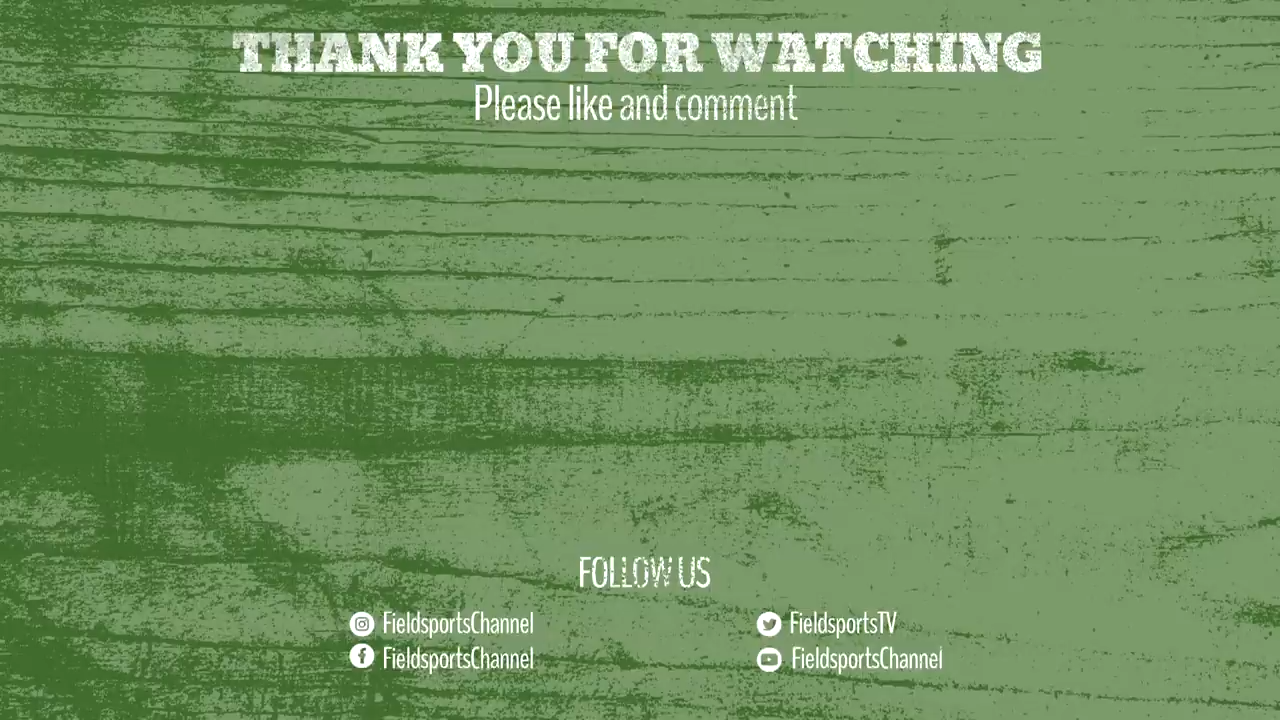 THANK YOU FOR WATCHING
Please like and comment
FOLLOW US
FieldsportsChannel
FieldsportsTV
FieldsportsChannel
FieldsportsChannel